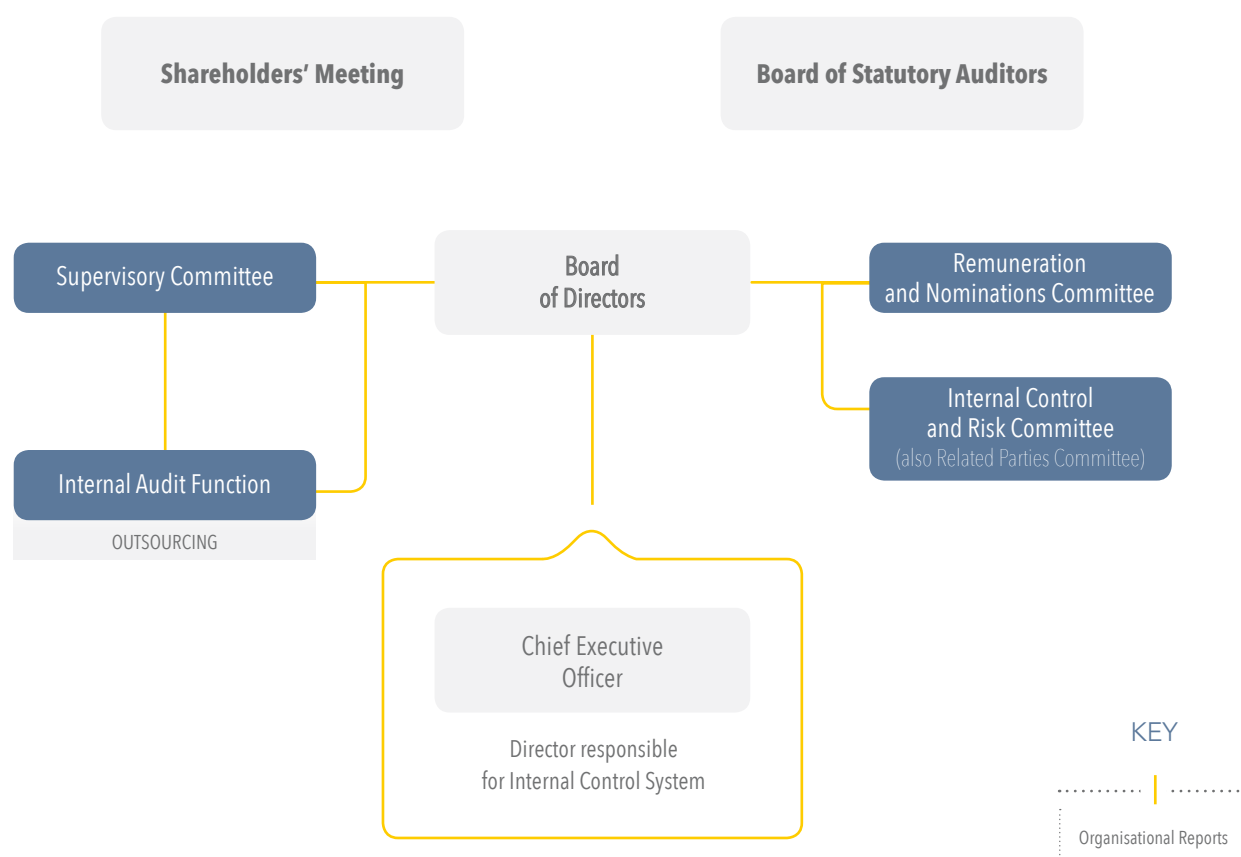 Shareholders’ Meeting
Board of Statutory Auditors
Supervisory Committee
Board
of Directors
Remuneration
and Nominations Committee
Internal Control
and Risk Committee
(also Related Parties Committee)
Internal Audit Function
OUTSOURCING
Chief Executive
Officer
Director responsible
for Internal Control System
KEY
Organisational Reports